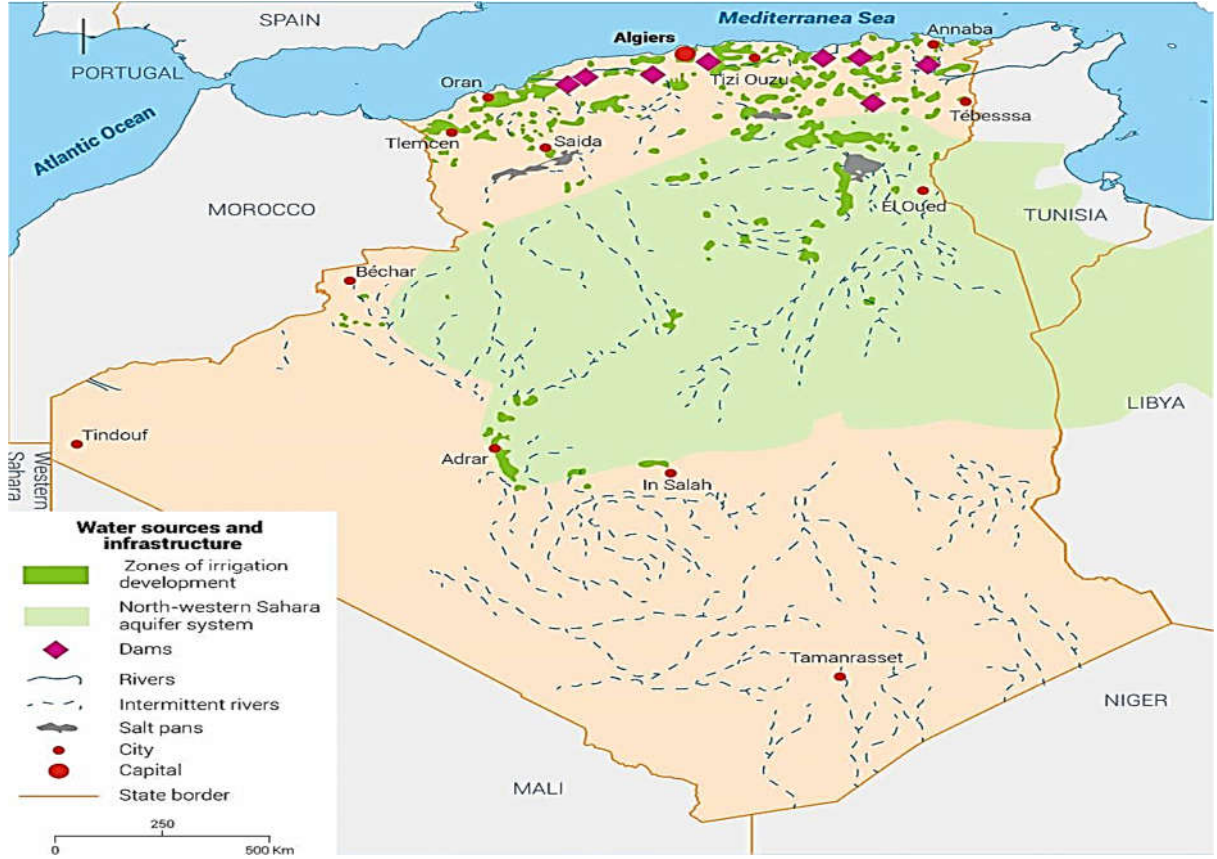 SPAIN
Mediterranea Sea
PORTUGAL
Algiers
Annaba
Tizi Ouzu
Oran
Atlantic Ocean
Tébesssa
Tlemcen
Saida
MOROCCO
El Oued
TUNISIA
Béchar
LIBYA
Tindouf
Adrar
In Salah
Western
Sahara
Tamanrasset
NIGER
MALI
Water sources and
infrastructure
Zones of irrigation
development
North-western Sahara
aquifer system
Dams
Rivers
Intermittent rivers
Salt pans
City
Capital
State border
250
0
500 Km